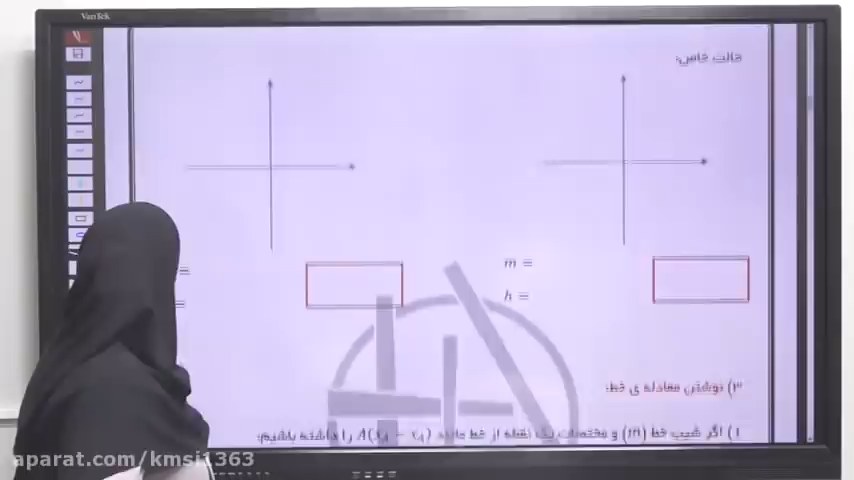 VanTek
حالت خاص:
m =
h =
=
=
۳) نوشتن معادله ی خط:
۱) اگر شیب خط (m) و مختصات یک نقطه از خط مانند را داشته باشیم:
aparat.com/kmsi1363